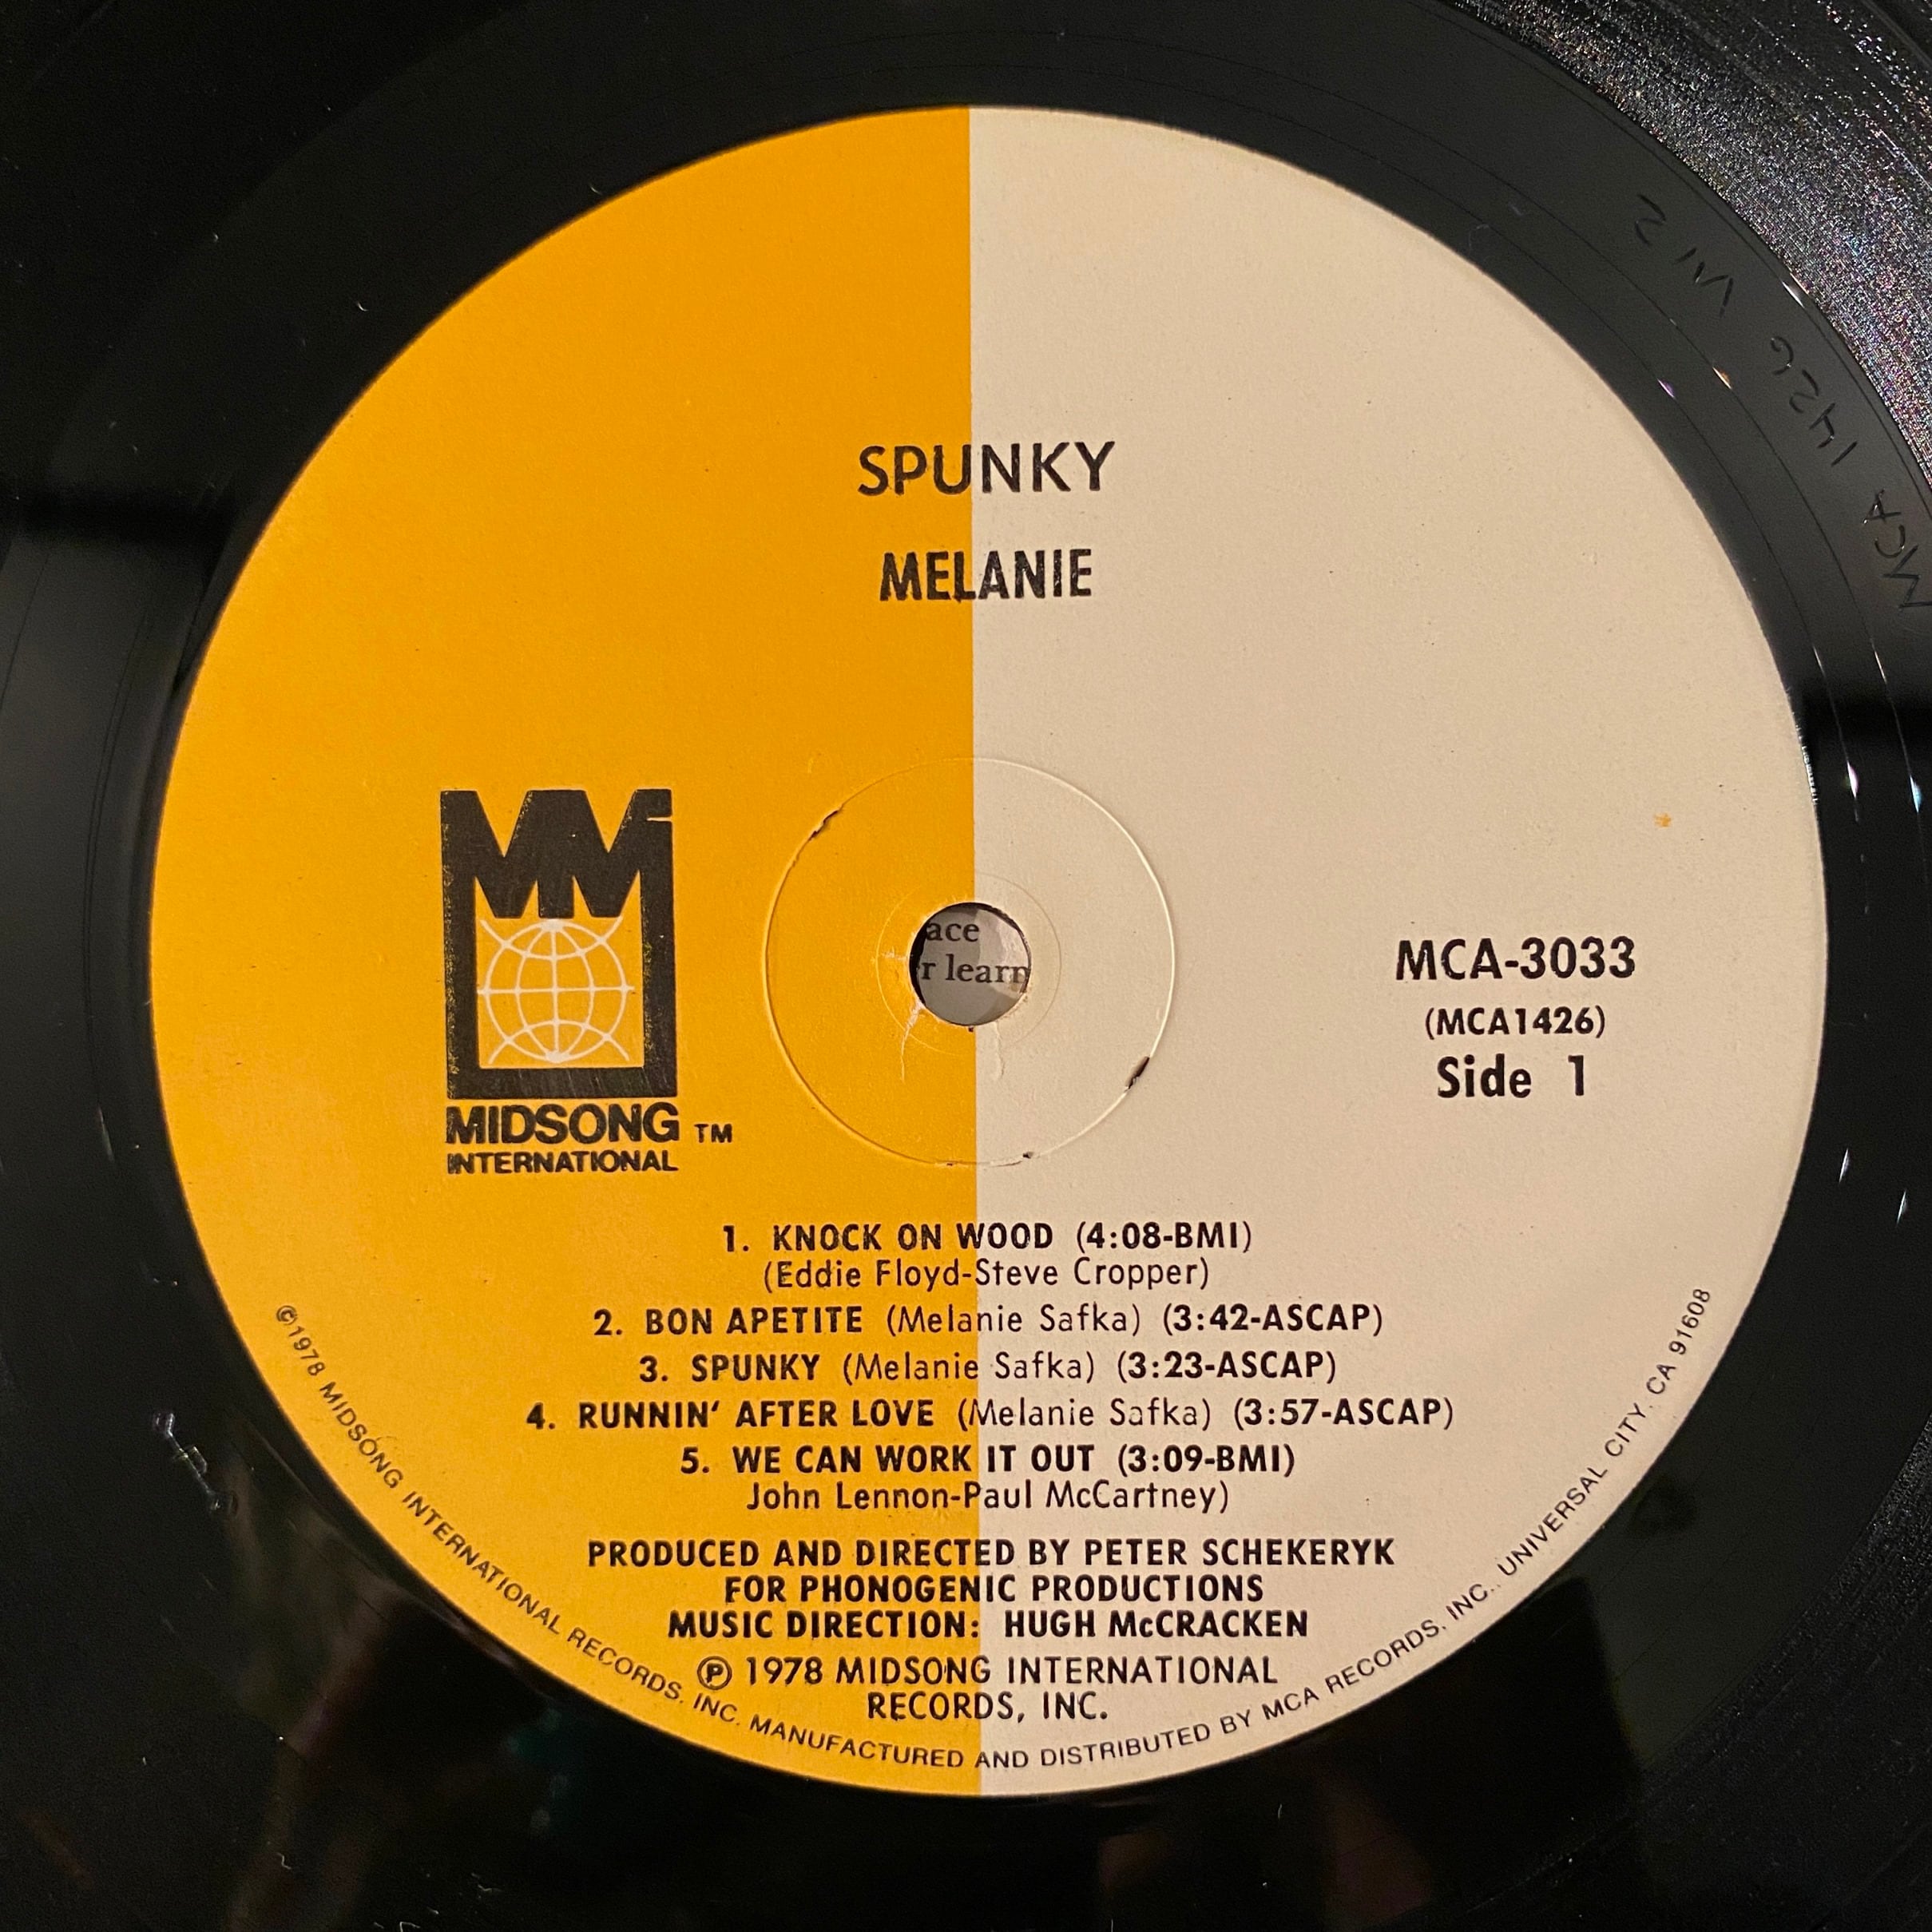 SPUNKY
MELANIE
MM
MIDSONG TM
INTERNATIONAL
ace
r learn
MCA-3033
(MCA1426)
Side 1
1. KNOCK ON WOOD (4:08-BMI)
(Eddie Floyd-Steve Cropper)
2. BON APETITE (Melanie Safka) (3:42-ASCAP)
3. SPUNKY (Melanie Safka) (3:23-ASCAP)
4. RUNNIN' AFTER LOVE (Melanie Safka) (3:57-ASCAP)
5. WE CAN WORK IT OUT (3:09-BMI)
John Lennon-Paul McCartney)
PRODUCED AND DIRECTED BY PETER SCHEKERYK
FOR PHONOGENIC PRODUCTIONS
MUSIC DIRECTION: HUGH McCRACKEN
℗ 1978 MIDSONG INTERNATIONAL
RECORDS, INC.
©1978 MIDSONG INTERNATIONAL RECORDS, INC. MANUFACTURED AND DISTRIBUTED BY MCA RECORDS, INC., UNIVERSAL CITY, CA 91608
MCA 1426